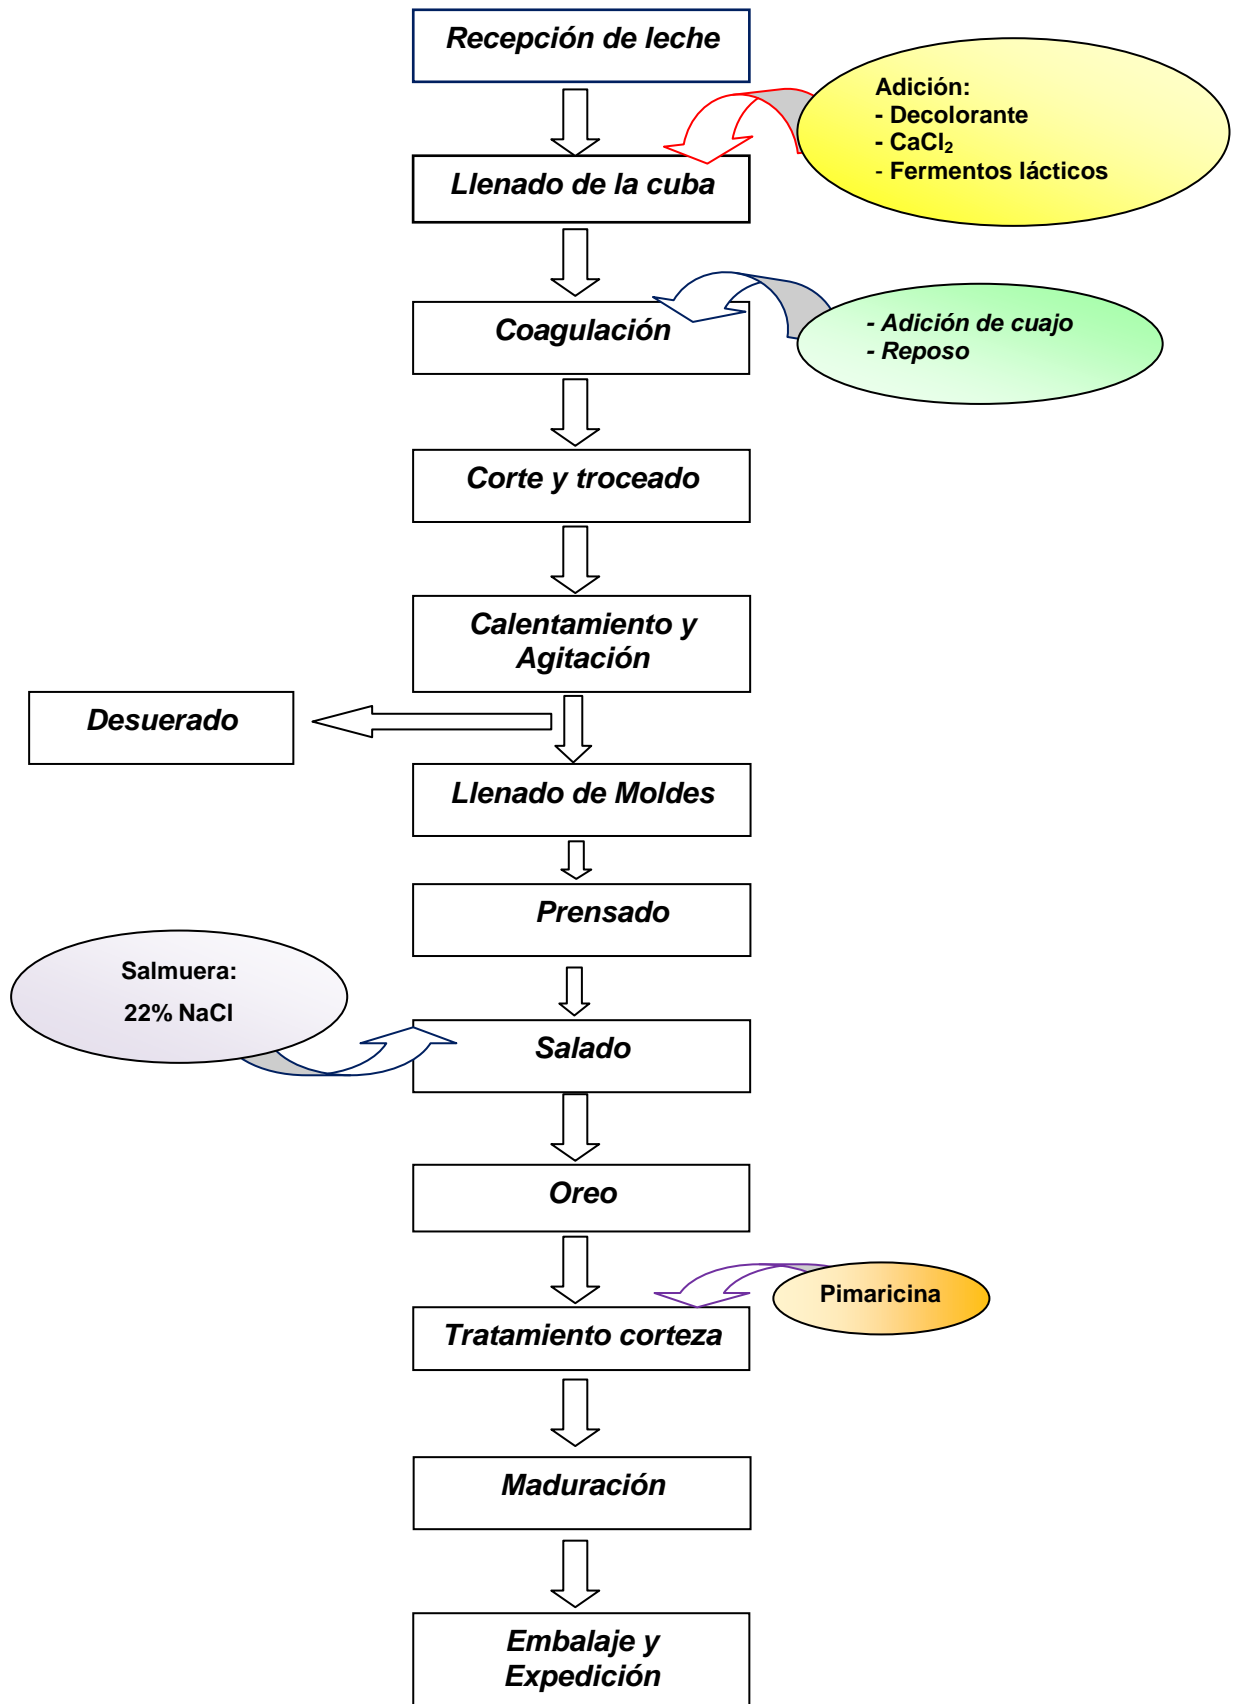 Recepción de leche
Adición:
- Decolorante
- CaCl₂
- Fermentos lácticos
Llenado de la cuba
Coagulación
- Adición de cuajo
- Reposo
Corte y troceado
Calentamiento y
Agitación
Desuerado
Llenado de Moldes
Prensado
Salmuera:
22% NaCl
Salado
Oreo
Pimaricina
Tratamiento corteza
Maduración
Embalaje y
Expedición